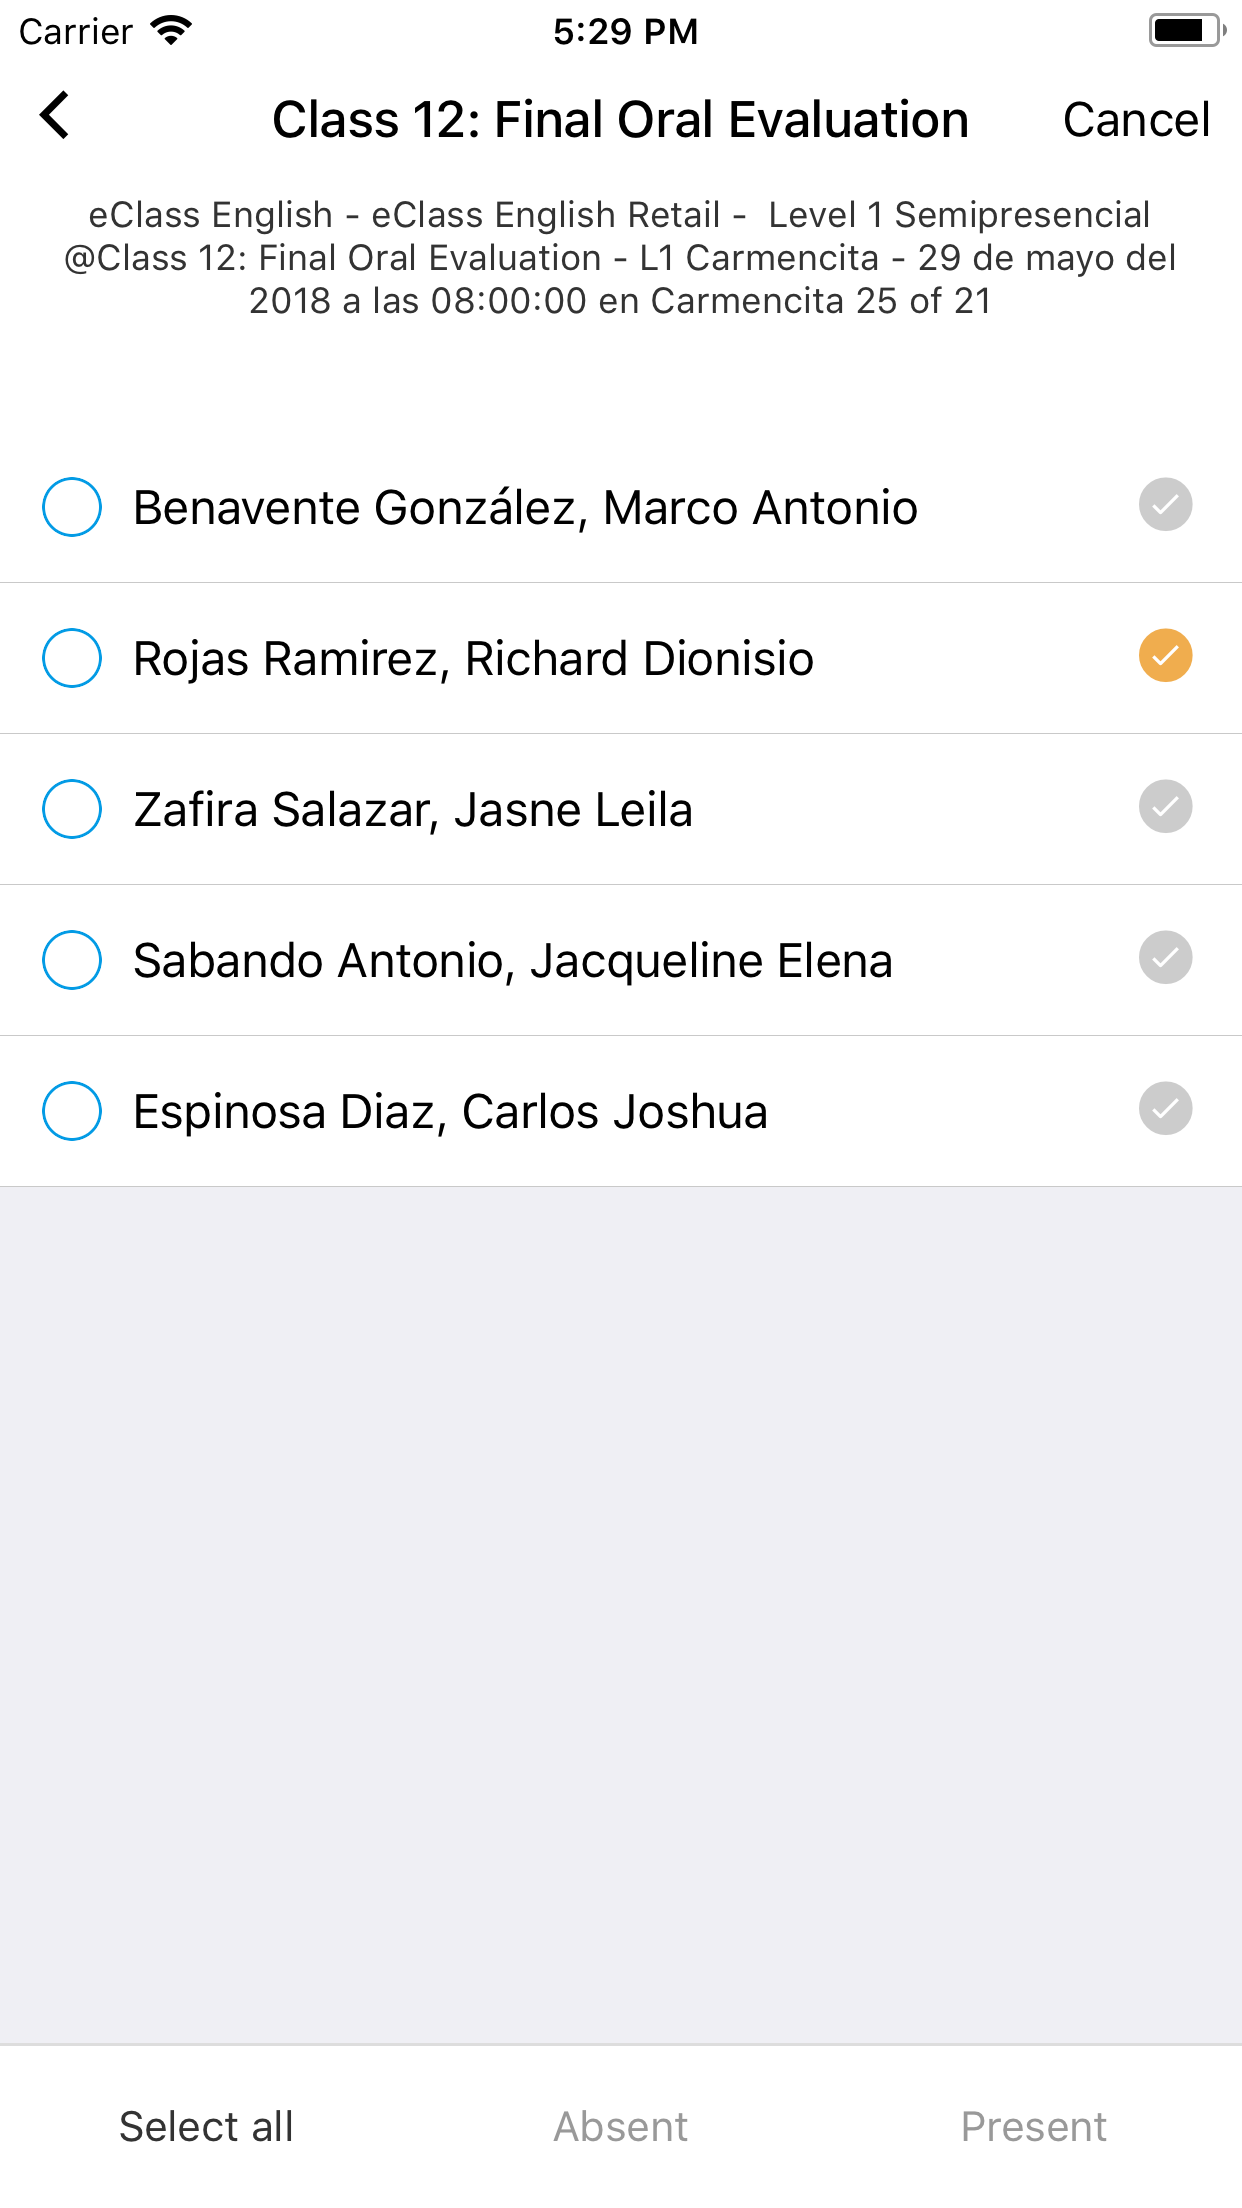 Carrier 5:29 PM
Class 12: Final Oral Evaluation Cancel
eClass English - eClass English Retail -  Level 1 Semipresencial
@Class 12: Final Oral Evaluation - L1 Carmencita - 29 de mayo del
2018 a las 08:00:00 en Carmencita 25 of 21
Benavente González, Marco Antonio
Rojas Ramirez, Richard Dionisio
Zafira Salazar, Jasne Leila
Sabando Antonio, Jacqueline Elena
Espinosa Diaz, Carlos Joshua
Select all Absent Present